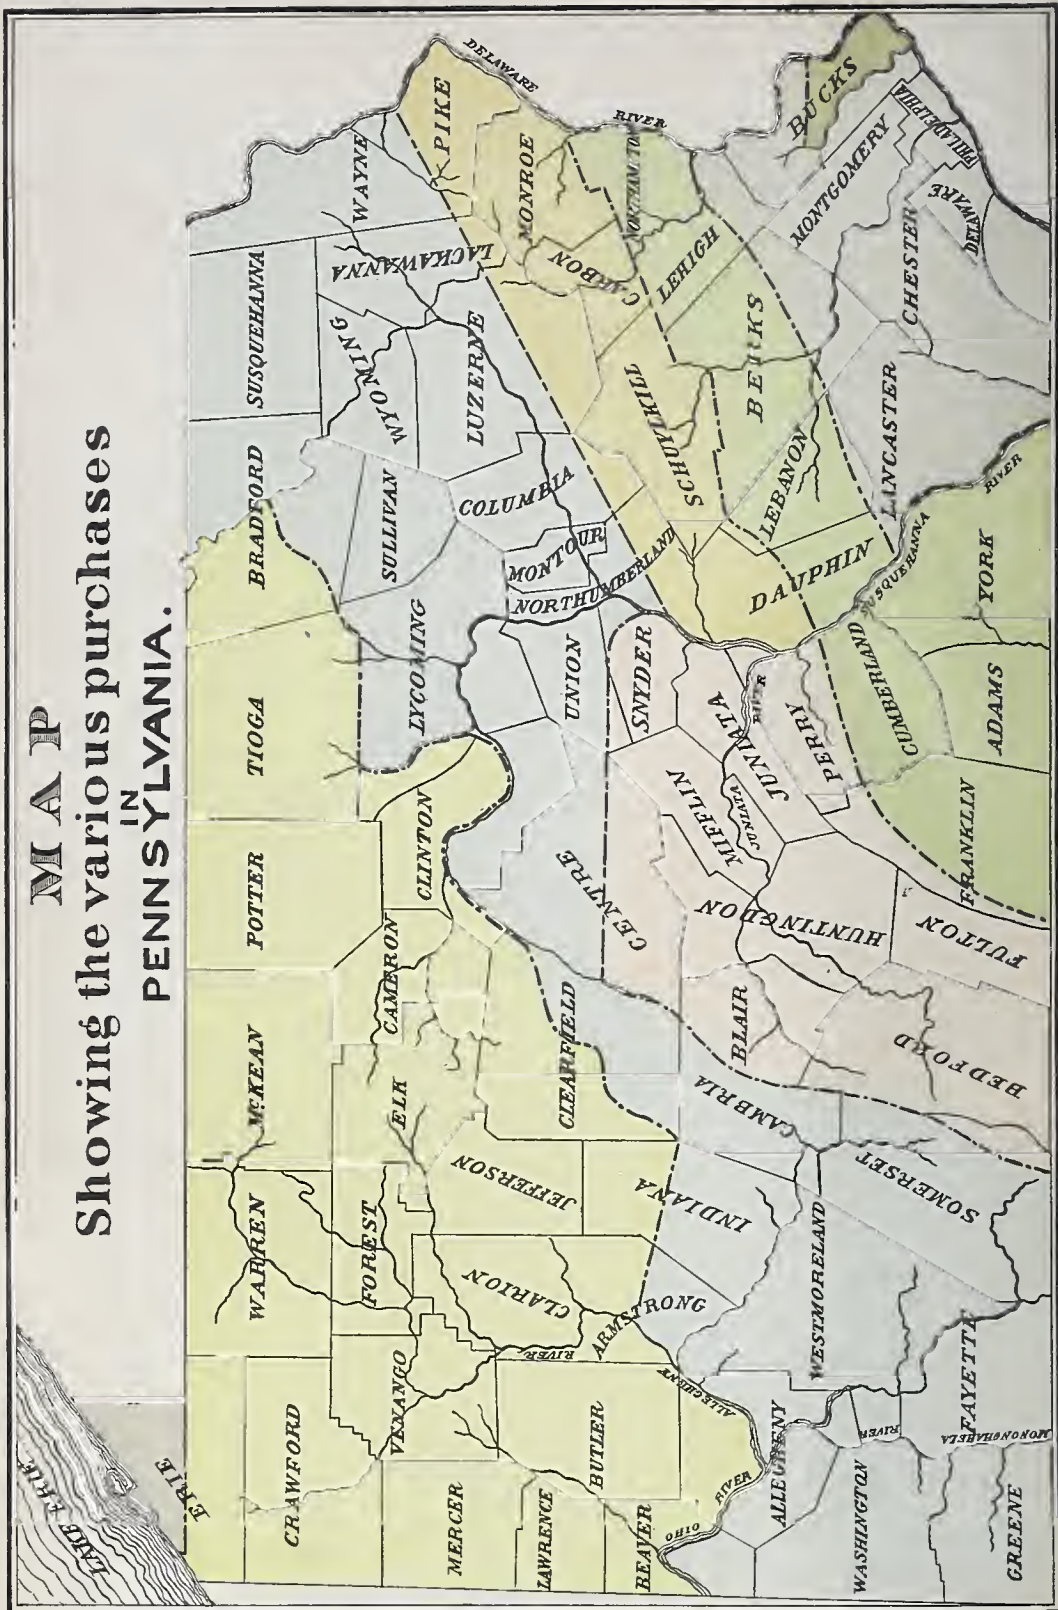 MAP
Showing the various purchases
IN
PENNSYLVANIA.
LAKE ERIE
ERIE
CRAWFORD
WARREN
McKEAN
POTTER
TIOGA
BRADFORD
SUSQUEHANNA
WAYNE
PIKE
DELAWARE
RIVER
MERCER
VENANGO
FOREST
ELK
CAMERON
CLINTON
LYCOMING
SULLIVAN
WYOMING
LACKAWANNA
LUZERNE
MONROE
CARBON
LAWRENCE
BUTLER
CLARION
JEFFERSON
CLEARFIELD
CENTRE
UNION
MONTOUR
NORTHUMBERLAND
COLUMBIA
SCHUYLKILL
LEHIGH
BUCKS
BEAVER
ALLEGHENY
RIVER
ARMSTRONG
INDIANA
CAMBRIA
BLAIR
HUNTINGDON
MIFFLIN
JUNIATA
JUNIATA
RIVER
SNYDER
PERRY
DAUPHIN
LEBANON
BERKS
MONTGOMERY
PHILADELPHIA
OHIO
RIVER
ALLEGHENY
WESTMORELAND
SOMERSET
BEDFORD
FULTON
FRANKLIN
CUMBERLAND
ADAMS
YORK
SUSQUEHANNA
RIVER
LANCASTER
CHESTER
DELAWARE
WASHINGTON
GREENE
FAYETTE
MONONGHAHELA
RIVER